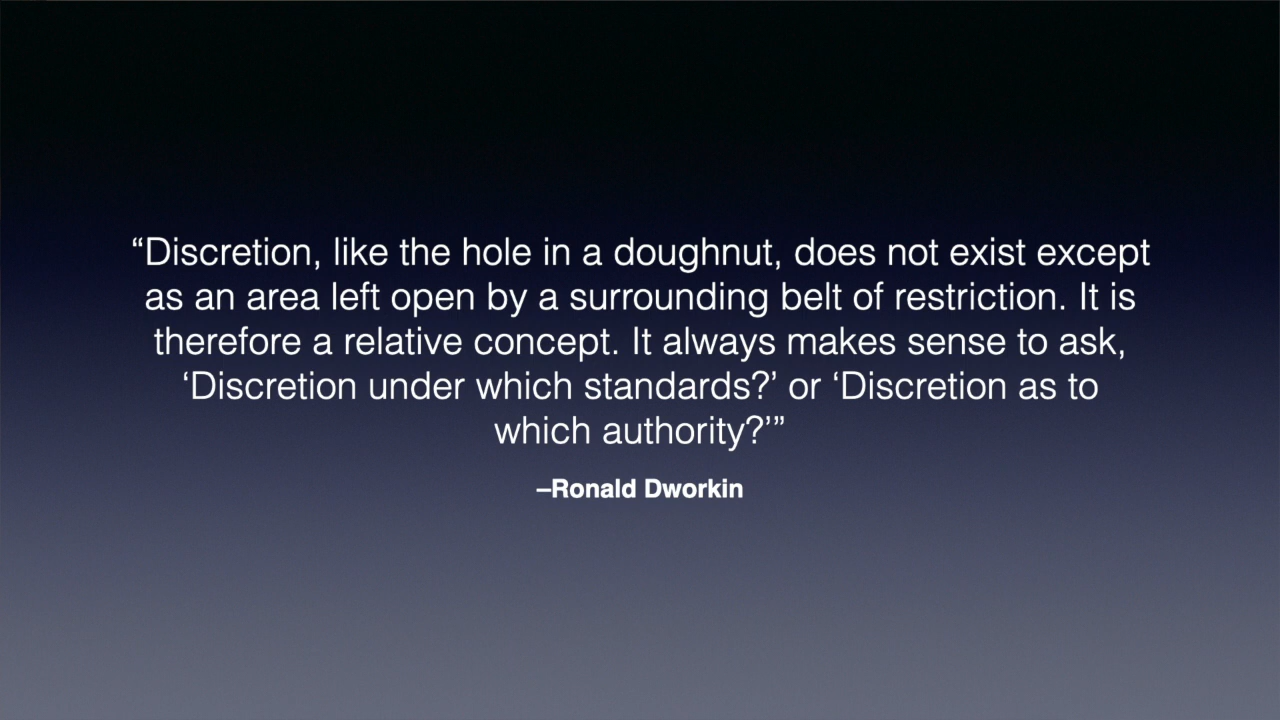 “Discretion, like the hole in a doughnut, does not exist except
as an area left open by a surrounding belt of restriction. It is
therefore a relative concept. It always makes sense to ask,
‘Discretion under which standards?’ or ‘Discretion as to
which authority?’”
–Ronald Dworkin